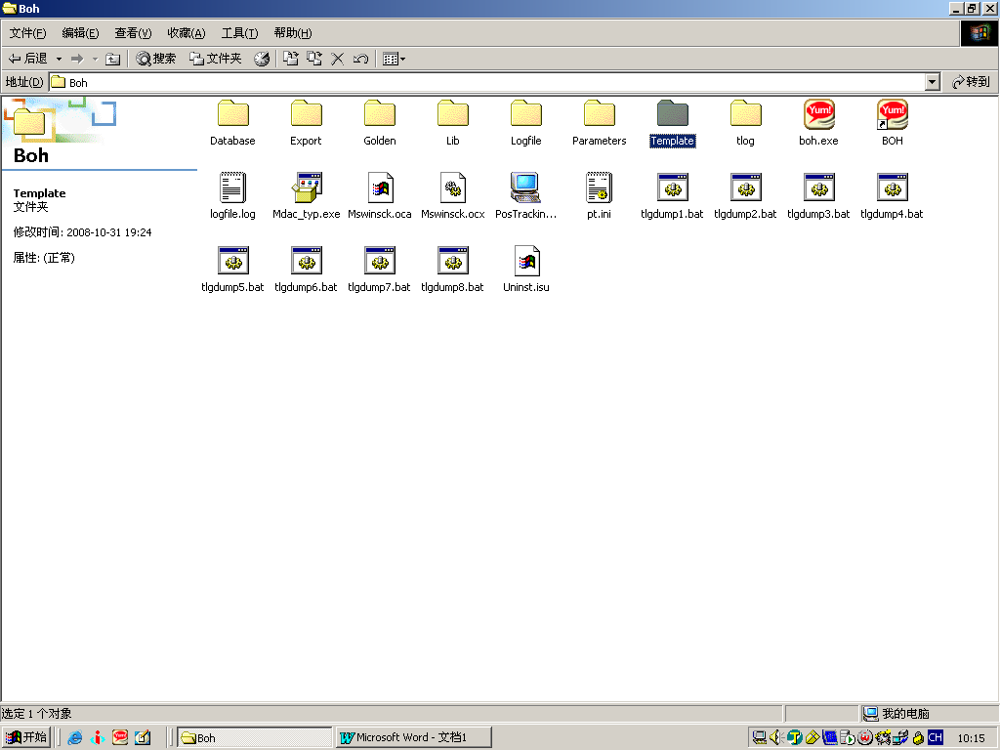 Boh
文件(F) 编辑(E) 查看(V) 收藏(A) 工具(T) 帮助(H)
后退 搜索 文件夹
地址(D) Boh 转到
Boh
Template
文件夹
修改时间: 2008-10-31 19:24
属性: (正常)
Database Export Golden Lib Logfile Parameters Template tlog boh.exe BOH
logfile.log Mdac_typ.exe Mswinsck.oca Mswinsck.ocx PosTrackin... pt.ini tlgdump1.bat tlgdump2.bat tlgdump3.bat tlgdump4.bat
tlgdump5.bat tlgdump6.bat tlgdump7.bat tlgdump8.bat Uninst.isu
选定 1 个对象 我的电脑
开始 Boh Microsoft Word - 文档1 CH 10:15